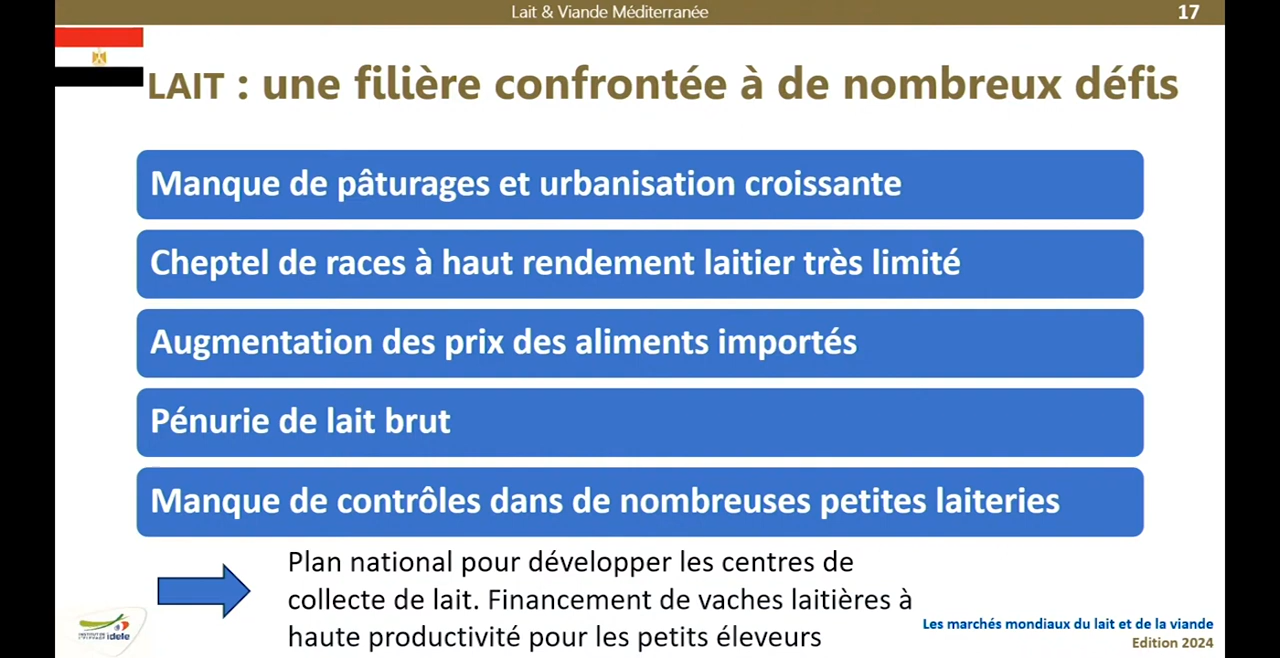 Lait & Viande Méditerranée
17
LAIT : une filière confrontée à de nombreux défis
Manque de pâturages et urbanisation croissante
Cheptel de races à haut rendement laitier très limité
Augmentation des prix des aliments importés
Pénurie de lait brut
Manque de contrôles dans de nombreuses petites laiteries
Plan national pour développer les centres de
collecte de lait. Financement de vaches laitières à
haute productivité pour les petits éleveurs
INSTITUT DE
L'ELEVAGE idele
Les marchés mondiaux du lait et de la viande
Edition 2024